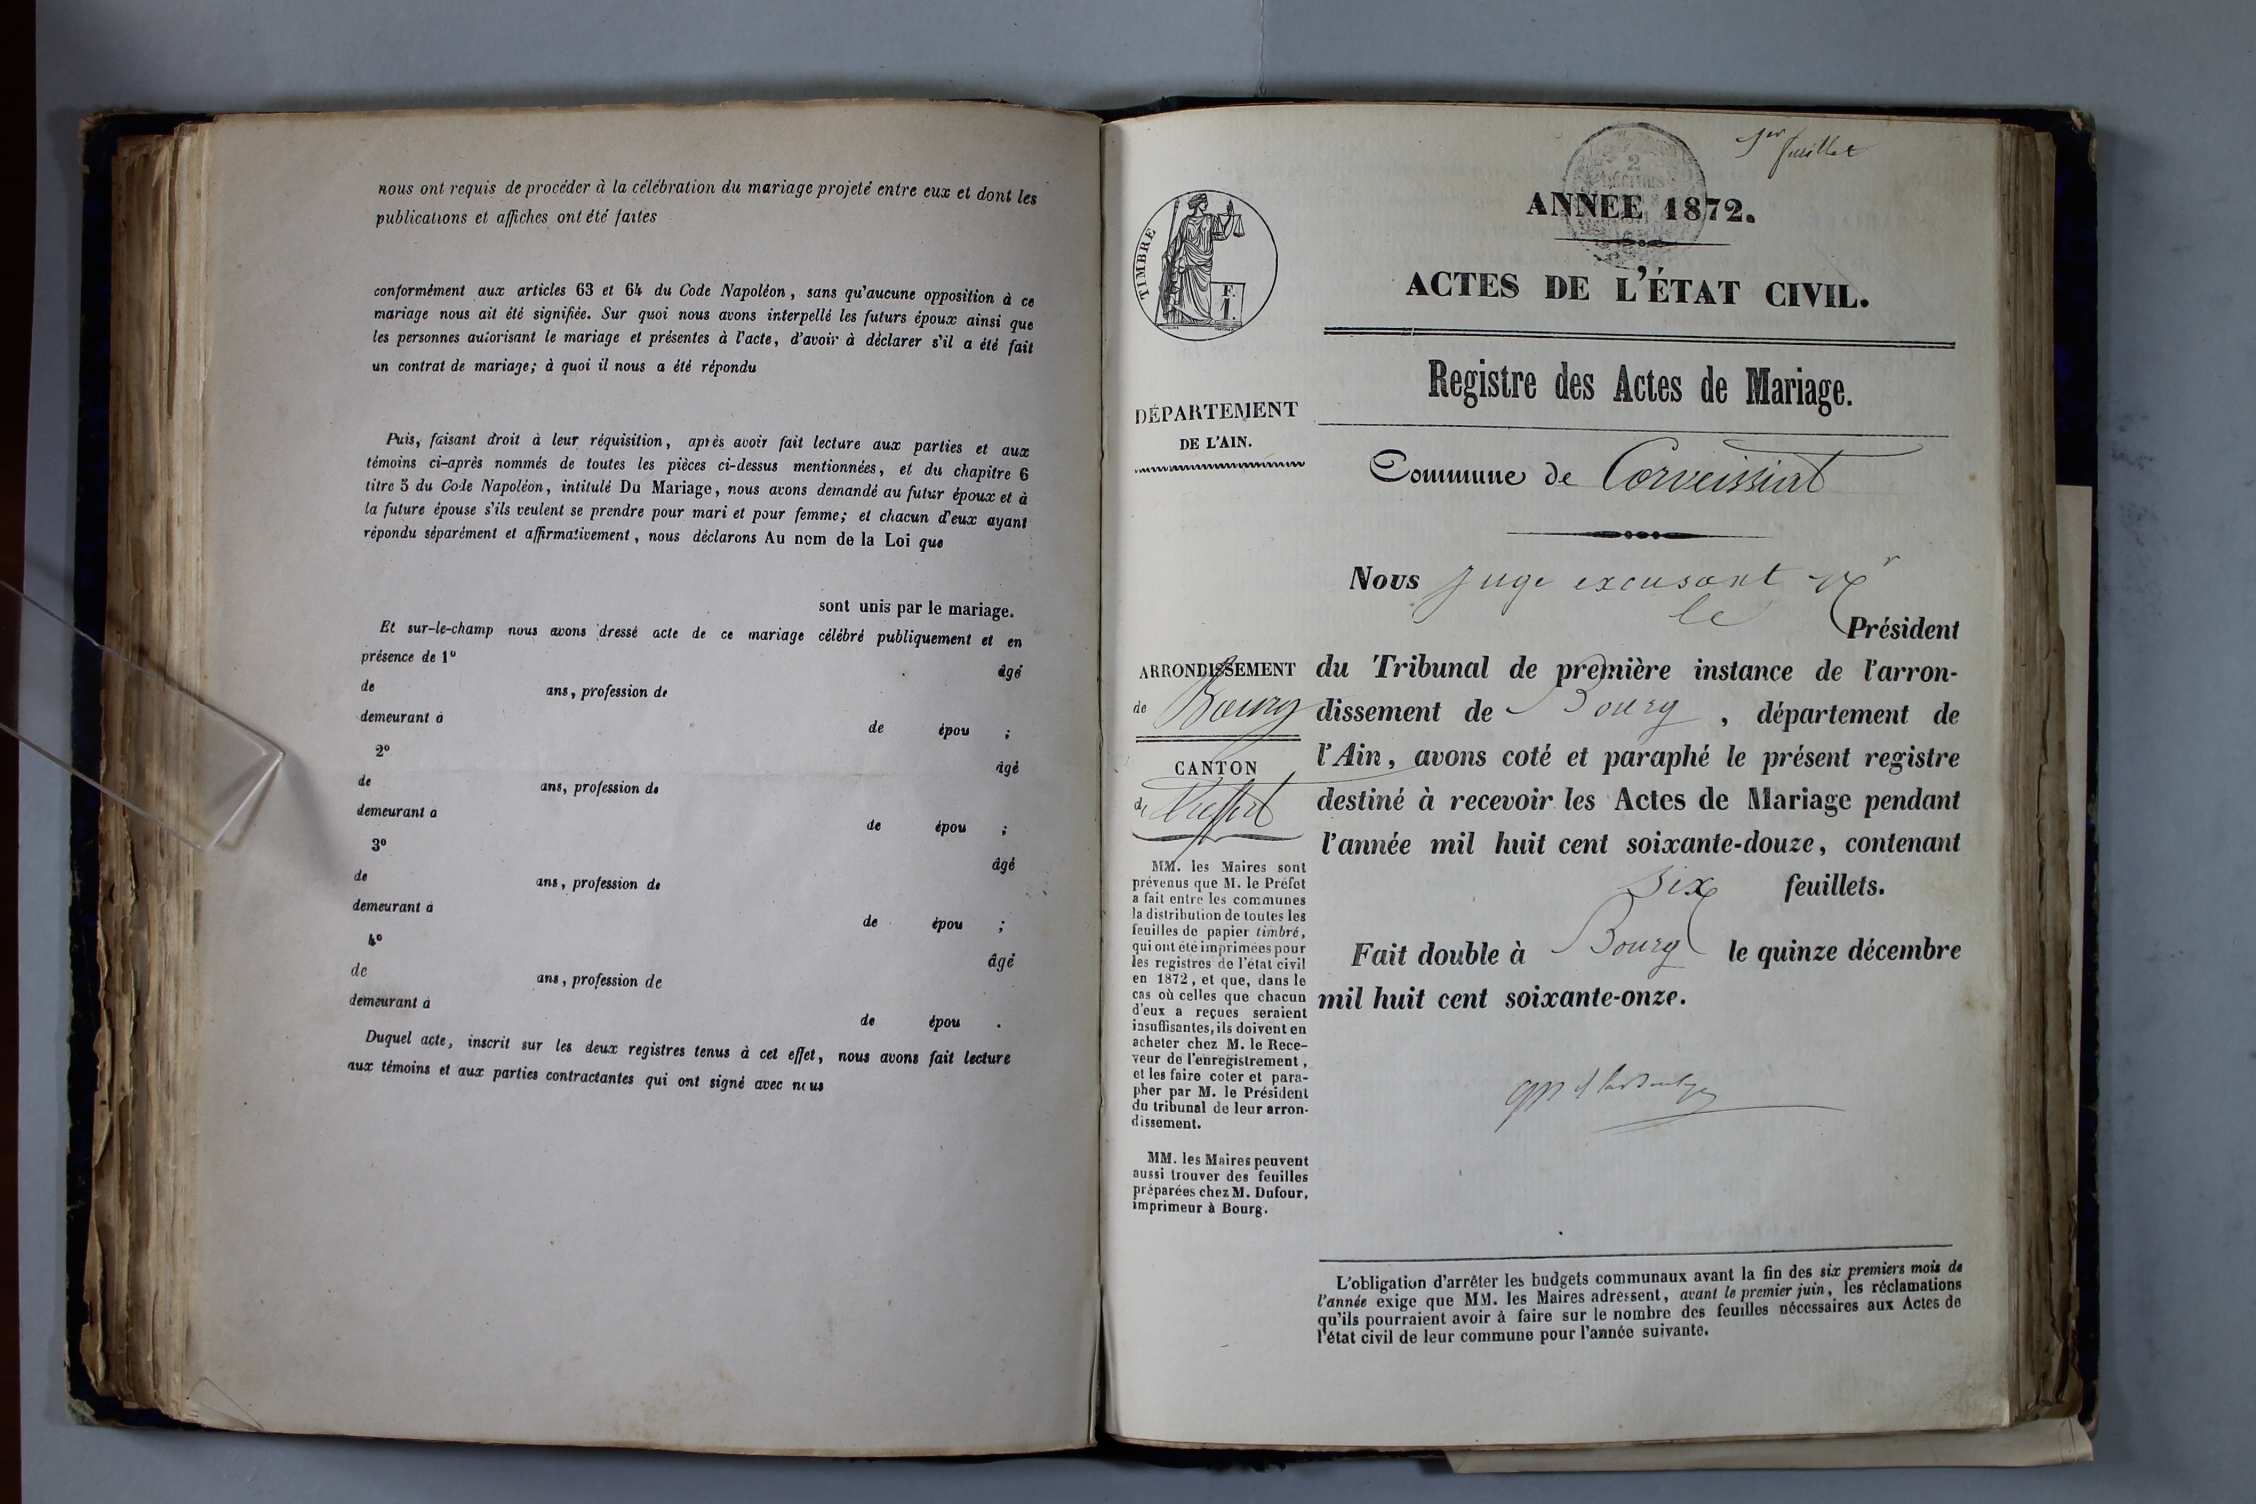 nous ont requis de procéder à la célébration du mariage projeté entre eux et dont les
publications et affiches ont été faites
conformément aux articles 63 et 64 du Code Napoléon, sans qu'aucune opposition à ce
mariage nous ait été signifiée. Sur quoi nous avons interpellé les futurs époux ainsi que
les personnes autorisant le mariage et présentes à l'acte, d'avoir à déclarer s'il a été fait
un contrat de mariage; à quoi il nous a été répondu
Puis, faisant droit à leur réquisition, après avoir fait lecture aux parties et aux
témoins ci-après nommés de toutes les pièces ci-dessus mentionnées, et du chapitre 6
titre 5 du Code Napoléon, intitulé Du Mariage, nous avons demandé au futur époux et à
la future épouse s'ils veulent se prendre pour mari et pour femme; et chacun d'eux ayant
répondu séparément et affirmativement, nous déclarons Au nom de la Loi que
sont unis par le mariage.
Et sur-le-champ nous avons dressé acte de ce mariage célébré publiquement et en
présence de 1º
âgé
de ans, profession de
demeurant à
de épou ;
2º
âgé
de ans, profession de
demeurant à
de épou ;
3º
âgé
de ans, profession de
demeurant à
de épou ;
4º
âgé
de ans, profession de
demeurant à
de épou .
Duquel acte, inscrit sur les deux registres tenus à cet effet, nous avons fait lecture
aux témoins et aux parties contractantes qui ont signé avec nous
1er feuillet
2
ANNEE 1872.
TIMBRE
F.
1.
ACTES DE L'ÉTAT CIVIL.
Registre des Actes de Mariage.
DÉPARTEMENT
DE L'AIN.
Commune de Corveissiat
Nous Juge excusant Mr
le Président
ARRONDISSEMENT
de Bourg
CANTON
de Treffort
du Tribunal de première instance de l'arron-
dissement de Bourg, département de
l'Ain, avons coté et paraphé le présent registre
destiné à recevoir les Actes de Mariage pendant
l'année mil huit cent soixante-douze, contenant
six feuillets.
Fait double à Bourg le quinze décembre
mil huit cent soixante-onze.
MM. les Maires sont
prévenus que M. le Préfet
a fait entre les communes
la distribution de toutes les
feuilles de papier timbré,
qui ont été imprimées pour
les registres de l'état civil
en 1872, et que, dans le
cas où celles que chacun
d'eux a reçues seraient
insuffisantes, ils doivent en
acheter chez M. le Rece-
veur de l'enregistrement,
et les faire coter et para-
pher par M. le Président
du tribunal de leur arron-
dissement.
MM. les Maires peuvent
aussi trouver des feuilles
préparées chez M. Dufour,
imprimeur à Bourg.
L'obligation d'arrêter les budgets communaux avant la fin des six premiers mois de
l'année exige que MM. les Maires adressent, avant le premier juin, les réclamations
qu'ils pourraient avoir à faire sur le nombre des feuilles nécessaires aux Actes de
l'état civil de leur commune pour l'année suivante.